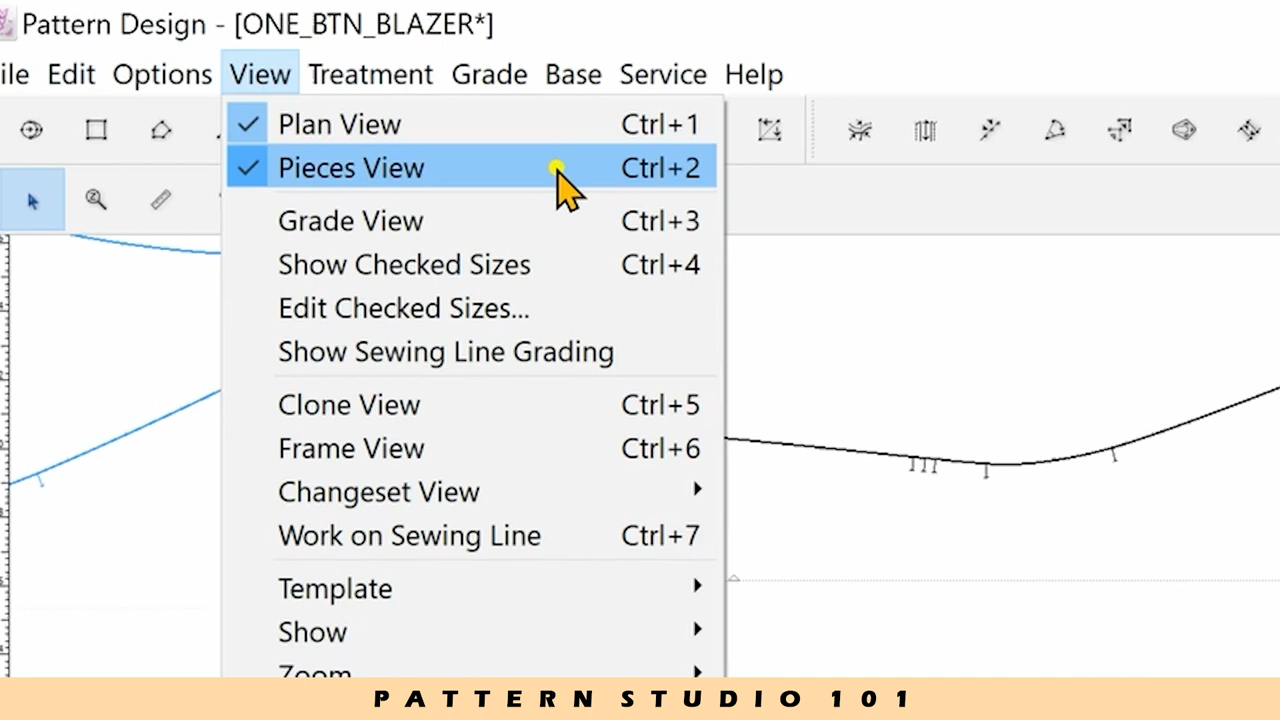 Pattern Design - [ONE_BTN_BLAZER*]
ile Edit Options View Treatment Grade Base Service Help
Plan View Ctrl+1
Pieces View Ctrl+2
Grade View Ctrl+3
Show Checked Sizes Ctrl+4
Edit Checked Sizes...
Show Sewing Line Grading
Clone View Ctrl+5
Frame View Ctrl+6
Changeset View
Work on Sewing Line Ctrl+7
Template
Show
Zoom
PATTERN STUDIO 101